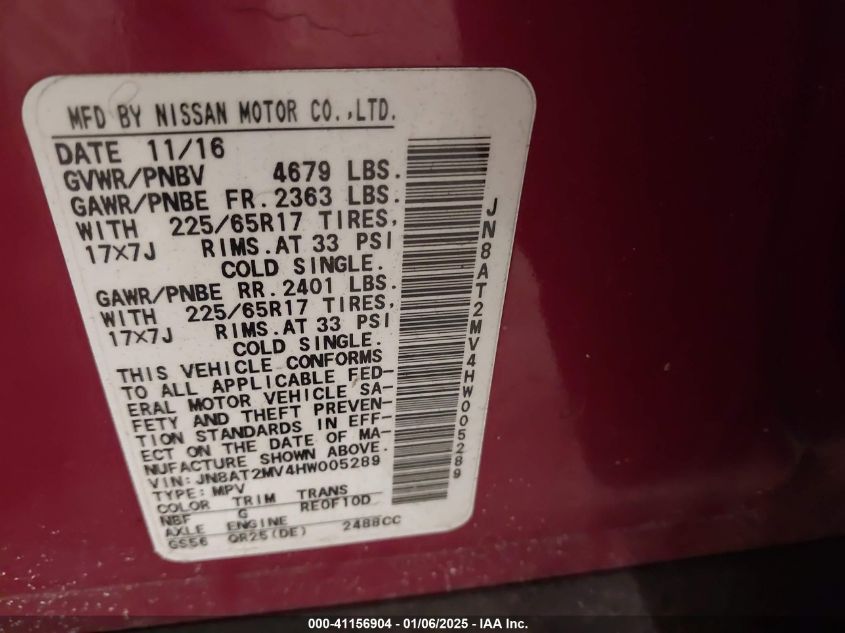 MFD BY NISSAN MOTOR CO.,LTD.
DATE 11/16
GVWR/PNBV 4679 LBS.
GAWR/PNBE FR. 2363 LBS.
WITH 225/65R17 TIRES,
17X7J RIMS.AT 33 PSI
COLD SINGLE.
GAWR/PNBE RR. 2401 LBS.
WITH 225/65R17 TIRES,
17X7J RIMS.AT 33 PSI
COLD SINGLE.
THIS VEHICLE CONFORMS
TO ALL APPLICABLE FED-
ERAL MOTOR VEHICLE SA-
FETY AND THEFT PREVEN-
TION STANDARDS IN EFF-
ECT ON THE DATE OF MA-
NUFACTURE SHOWN ABOVE.
VIN: JN8AT2MV4HW005289
TYPE: MPV
COLOR TRIM TRANS
NBF G RE0F10D
AXLE ENGINE
GS56 QR25(DE) 2488CC
JN8AT2MV4HW005289
000-41156904 — 01/06/2025 — IAA Inc.